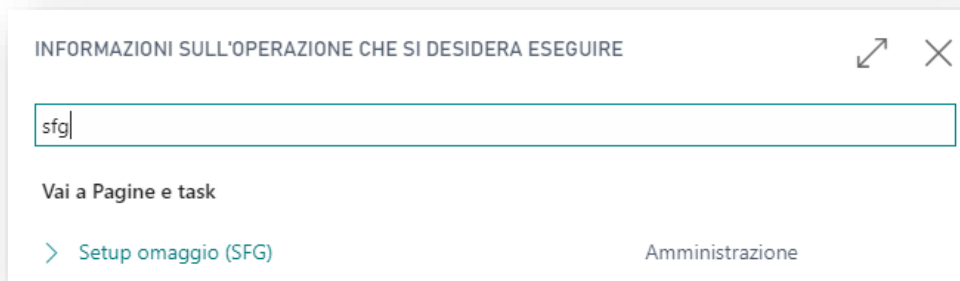 INFORMAZIONI SULL'OPERAZIONE CHE SI DESIDERA ESEGUIRE
sfg
Vai a Pagine e task
Setup omaggio (SFG) Amministrazione